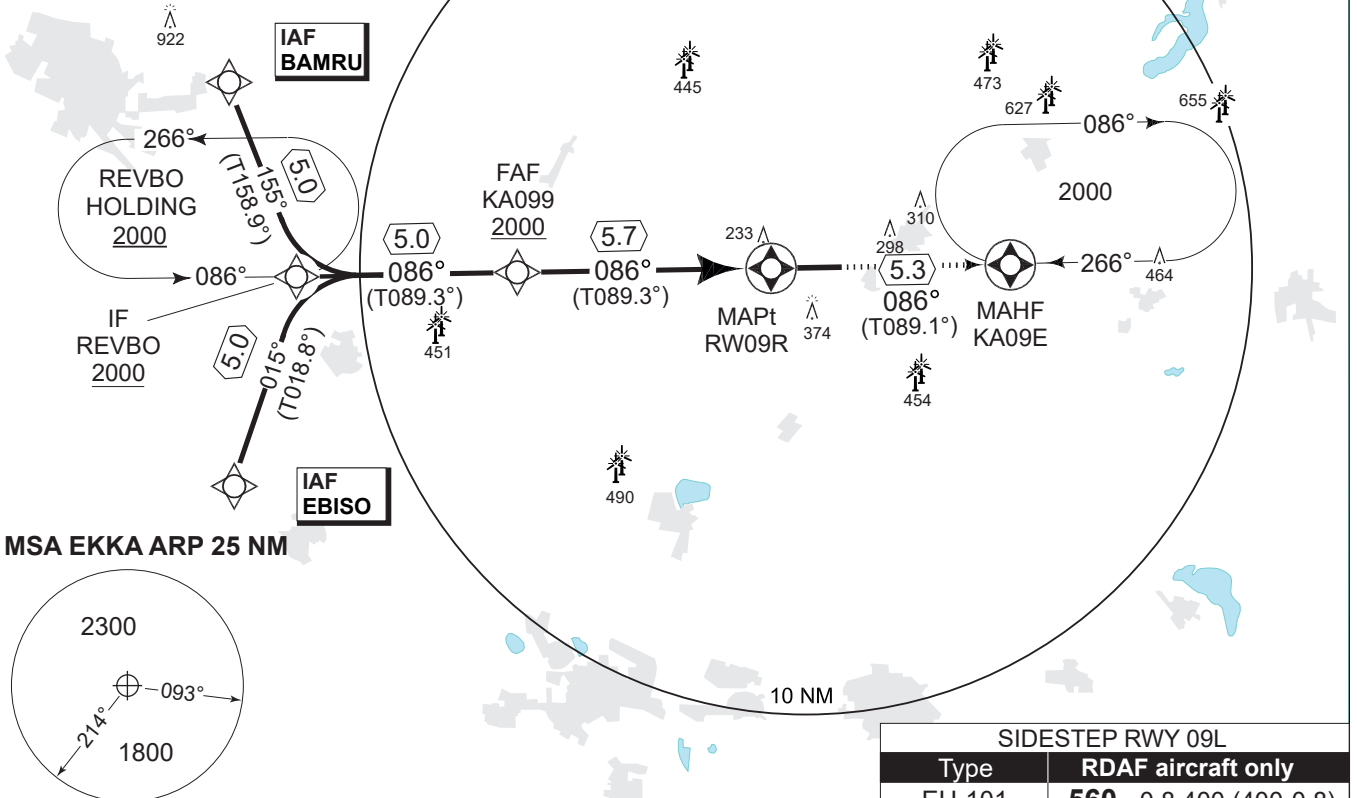 922
IAF
BAMRU
445
473
627
655
266°
086°
REVBO
HOLDING
2000
155°
(T158.9°)
5.0
FAF
KA099
2000
2000
310
298
233
5.0
086°
(T089.3°)
5.7
086°
(T089.3°)
5.3
086°
(T089.1°)
266°
464
086°
IF
REVBO
2000
5.0
015°
(T018.8°)
451
MAPt
RW09R
374
MAHF
KA09E
454
490
IAF
EBISO
MSA EKKA ARP 25 NM
2300
093°
214°
1800
10 NM
SIDESTEP RWY 09L
Type RDAF aircraft only